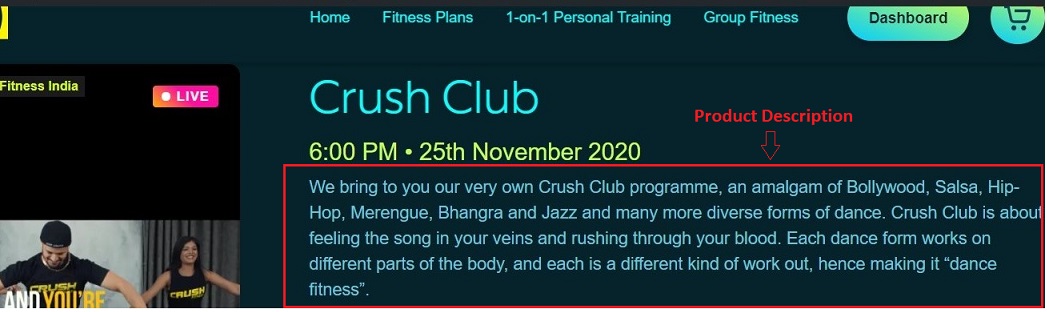 Home Fitness Plans 1-on-1 Personal Training Group Fitness Dashboard
Fitness India
LIVE
Crush Club
Product Description
6:00 PM • 25th November 2020
We bring to you our very own Crush Club programme, an amalgam of Bollywood, Salsa, Hip-
Hop, Merengue, Bhangra and Jazz and many more diverse forms of dance. Crush Club is about
feeling the song in your veins and rushing through your blood. Each dance form works on
different parts of the body, and each is a different kind of work out, hence making it “dance
fitness”.
CRUSH CRUSH
AND YOU'RE